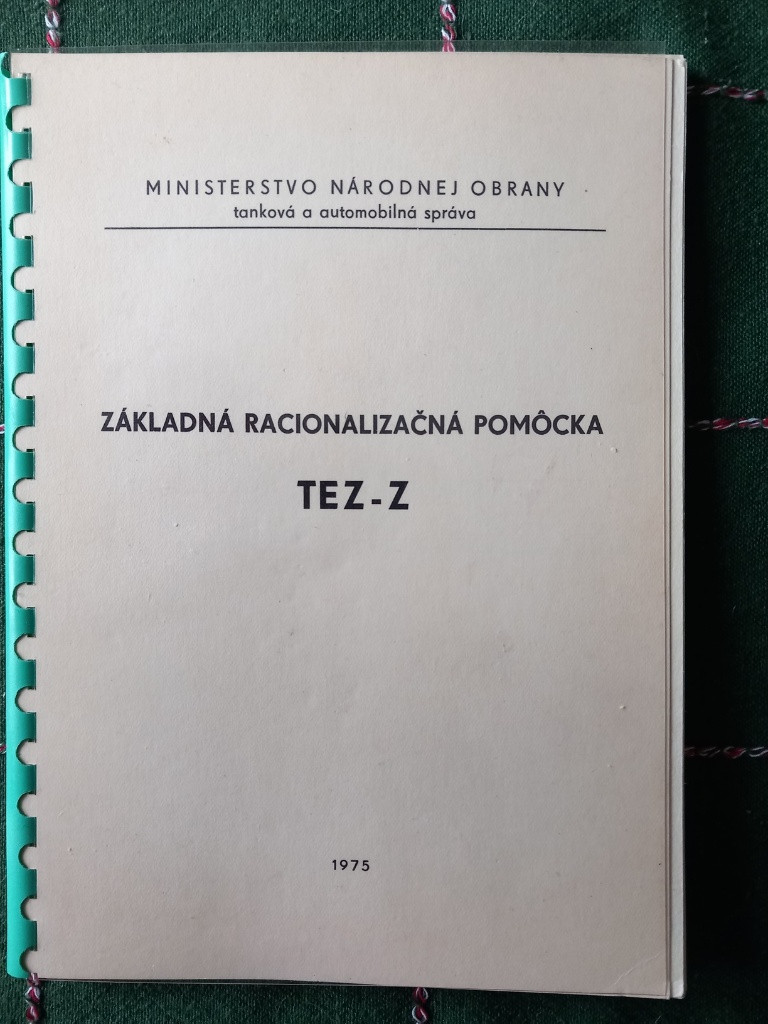 MINISTERSTVO NÁRODNEJ OBRANY
tanková a automobilná správa
ZÁKLADNÁ RACIONALIZAČNÁ POMÔCKA
TEZ-Z
1975